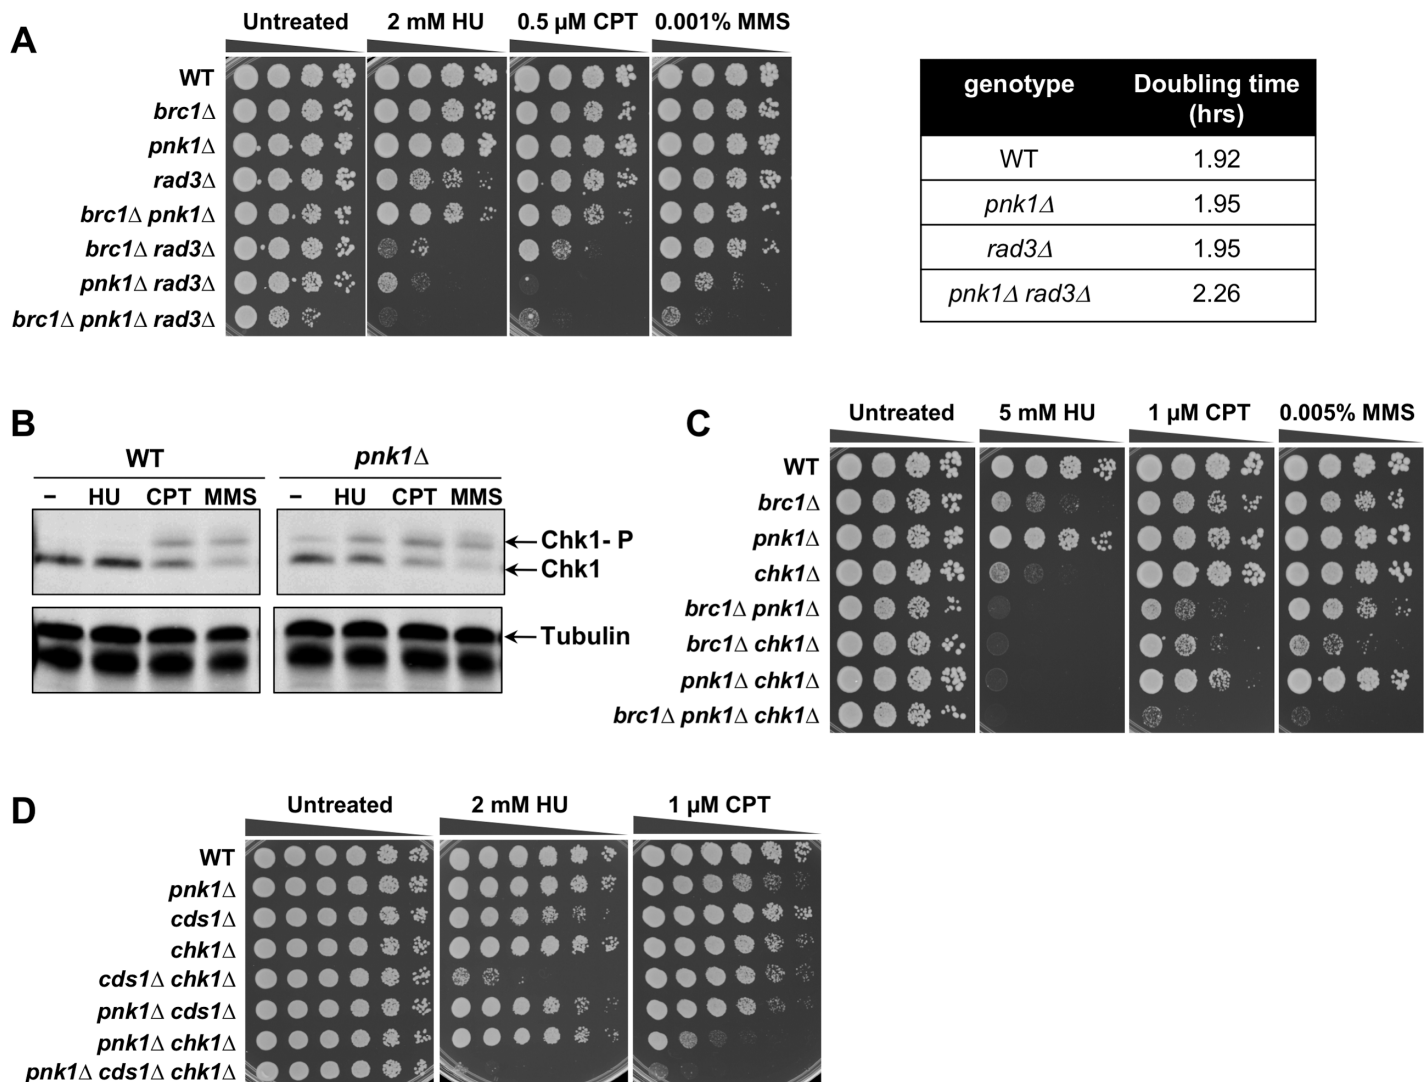 A
Untreated 2 mM HU 0.5 µM CPT 0.001% MMS
WT
brc1Δ
pnk1Δ
rad3Δ
brc1Δ pnk1Δ
brc1Δ rad3Δ
pnk1Δ rad3Δ
brc1Δ pnk1Δ rad3Δ
genotype Doubling time (hrs)
WT 1.92
pnk1Δ 1.95
rad3Δ 1.95
pnk1Δ rad3Δ 2.26
B
WT pnk1Δ
– HU CPT MMS – HU CPT MMS
Chk1- P
Chk1
Tubulin
C
Untreated 5 mM HU 1 µM CPT 0.005% MMS
WT
brc1Δ
pnk1Δ
chk1Δ
brc1Δ pnk1Δ
brc1Δ chk1Δ
pnk1Δ chk1Δ
brc1Δ pnk1Δ chk1Δ
D
Untreated 2 mM HU 1 µM CPT
WT
pnk1Δ
cds1Δ
chk1Δ
cds1Δ chk1Δ
pnk1Δ cds1Δ
pnk1Δ chk1Δ
pnk1Δ cds1Δ chk1Δ